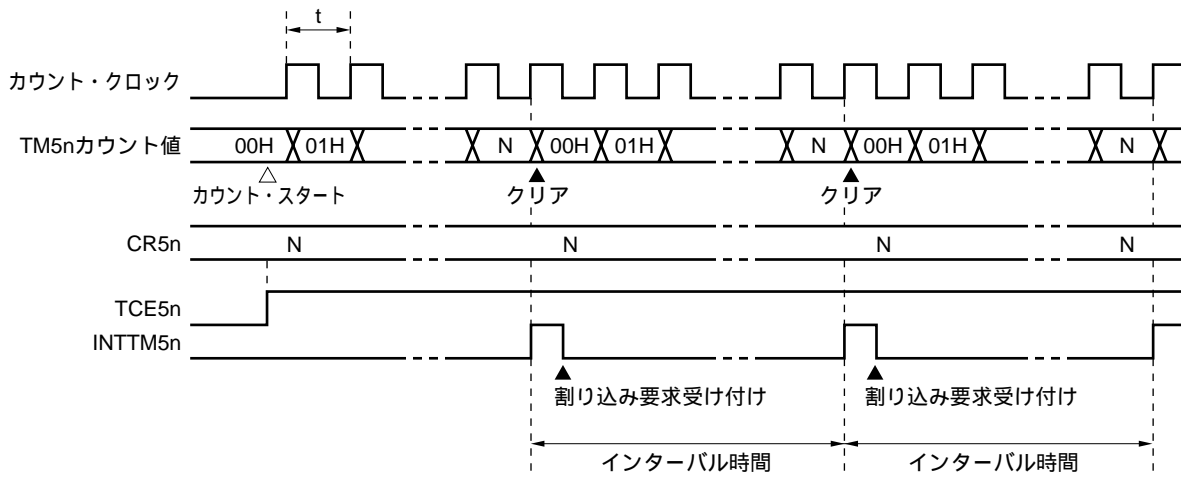 t
カウント・クロック
TM5nカウント値 00H 01H N 00H 01H N 00H 01H N
カウント・スタート クリア クリア
CR5n N N N N
TCE5n
INTTM5n
割り込み要求受け付け 割り込み要求受け付け
インターバル時間 インターバル時間